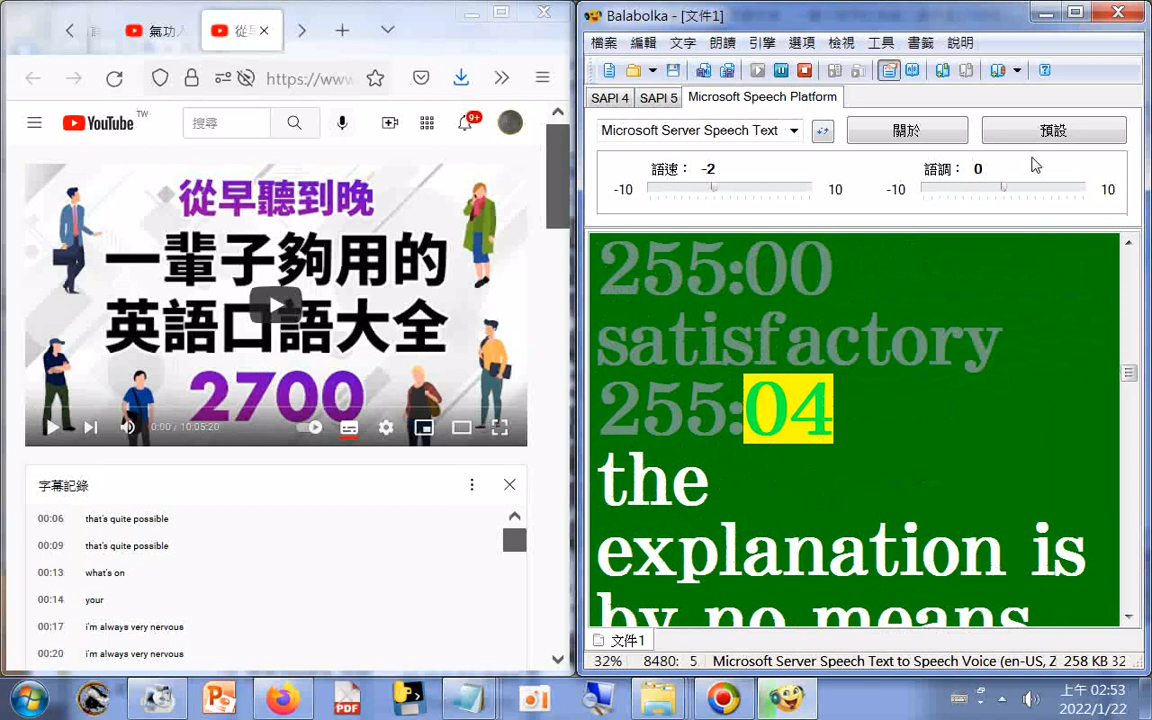 氣功
從
https://www
YouTube TW
搜尋
9+
從早聽到晚
一輩子夠用的
英語口語大全
2700
0:00 / 10:05:20
字幕記錄
00:06 that's quite possible
00:09 that's quite possible
00:13 what's on
00:14 your
00:17 i'm always very nervous
00:20 i'm always very nervous
Balabolka - [文件1]
檔案 編輯 文字 朗讀 引擎 選項 檢視 工具 書籤 說明
SAPI 4 SAPI 5 Microsoft Speech Platform
Microsoft Server Speech Text 關於 預設
語速： -2 語調： 0
-10 10 -10 10
255:00
satisfactory
255:04
the
explanation is
by no means
文件1
32% 8480: 5 Microsoft Server Speech Text to Speech Voice (en-US, Z 258 KB 32
PDF
上午 02:53
2022/1/22